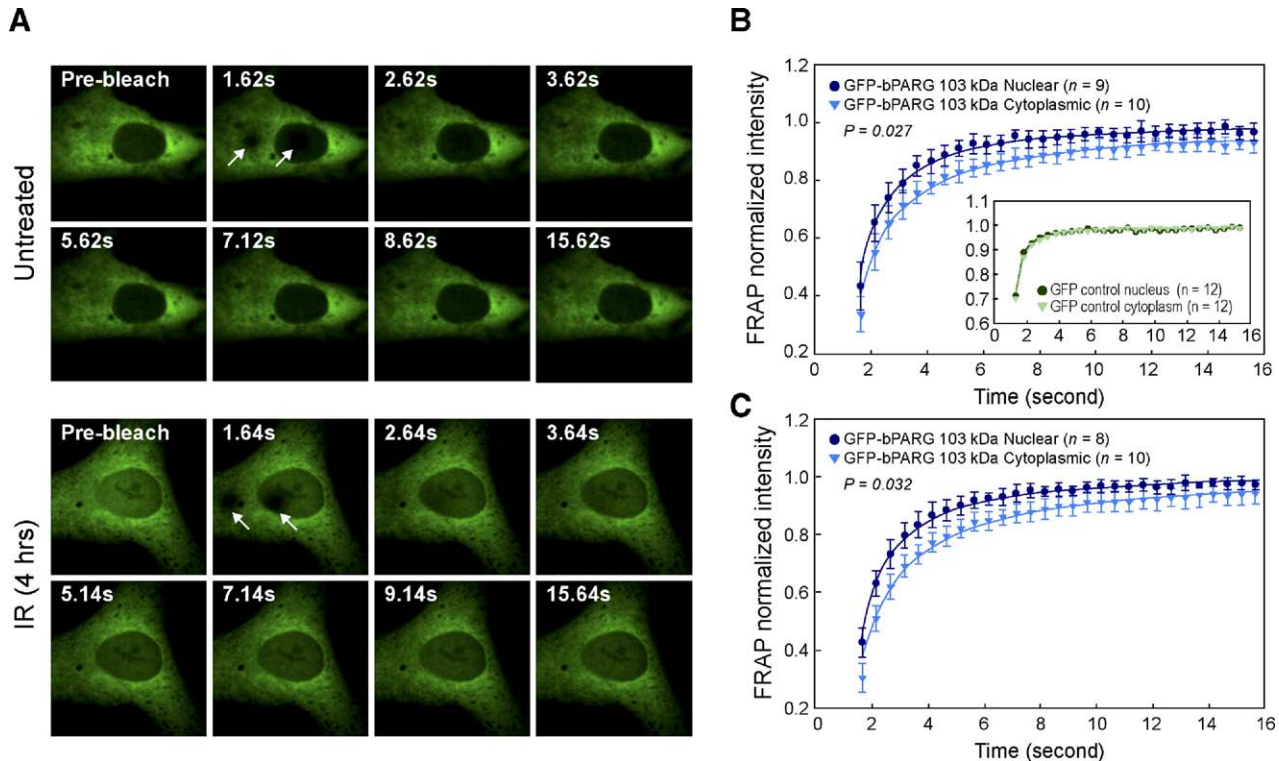 A
Untreated
Pre-bleach
1.62s
2.62s
3.62s
5.62s
7.12s
8.62s
15.62s
IR (4 hrs)
Pre-bleach
1.64s
2.64s
3.64s
5.14s
7.14s
9.14s
15.64s
B
FRAP normalized intensity
1.2
1.0
0.8
0.6
0.4
0.2
GFP-bPARG 103 kDa Nuclear (n = 9)
GFP-bPARG 103 kDa Cytoplasmic (n = 10)
P = 0.027
1.1
1.0
0.9
0.8
0.7
0.6
GFP control nucleus (n = 12)
GFP control cytoplasm (n = 12)
0 2 4 6 8 10 12 14 16
0 2 4 6 8 10 12 14 16
Time (second)
C
FRAP normalized intensity
1.2
1.0
0.8
0.6
0.4
0.2
GFP-bPARG 103 kDa Nuclear (n = 8)
GFP-bPARG 103 kDa Cytoplasmic (n = 10)
P = 0.032
0 2 4 6 8 10 12 14 16
Time (second)